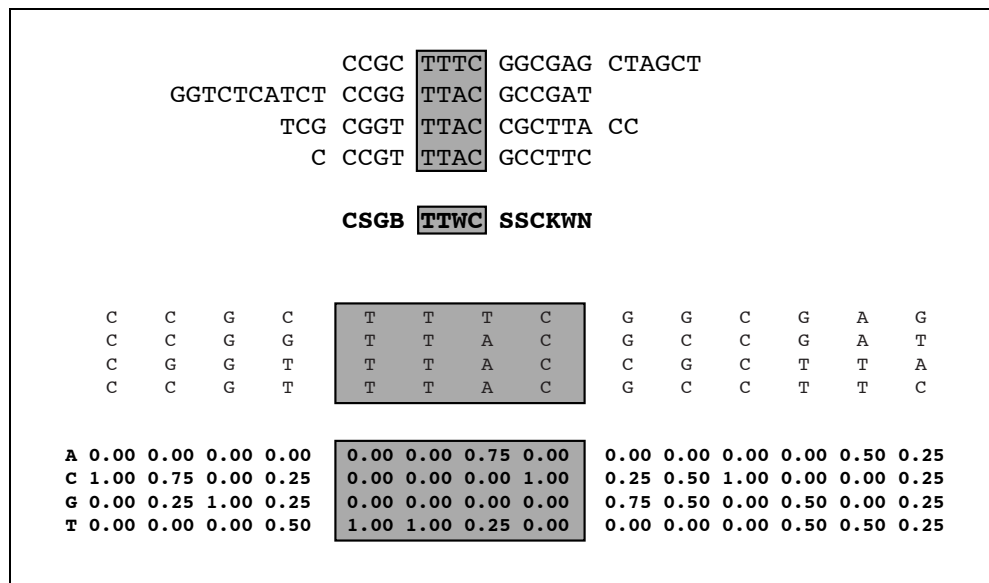 CCGC TTTC GGCGAG CTAGCT
GGTCTCATCT CCGG TTAC GCCGAT
TCG CGGT TTAC CGCTTA CC
C CCGT TTAC GCCTTC
CSGB TTWC SSCKWN
C C G C T T T C G G C G A G
C C G G T T A C G C C G A T
C G G T T T A C C G C T T A
C C G T T T A C G C C T T C
A 0.00 0.00 0.00 0.00 0.00 0.00 0.75 0.00 0.00 0.00 0.00 0.00 0.50 0.25
C 1.00 0.75 0.00 0.25 0.00 0.00 0.00 1.00 0.25 0.50 1.00 0.00 0.00 0.25
G 0.00 0.25 1.00 0.25 0.00 0.00 0.00 0.00 0.75 0.50 0.00 0.50 0.00 0.25
T 0.00 0.00 0.00 0.50 1.00 1.00 0.25 0.00 0.00 0.00 0.00 0.50 0.50 0.25